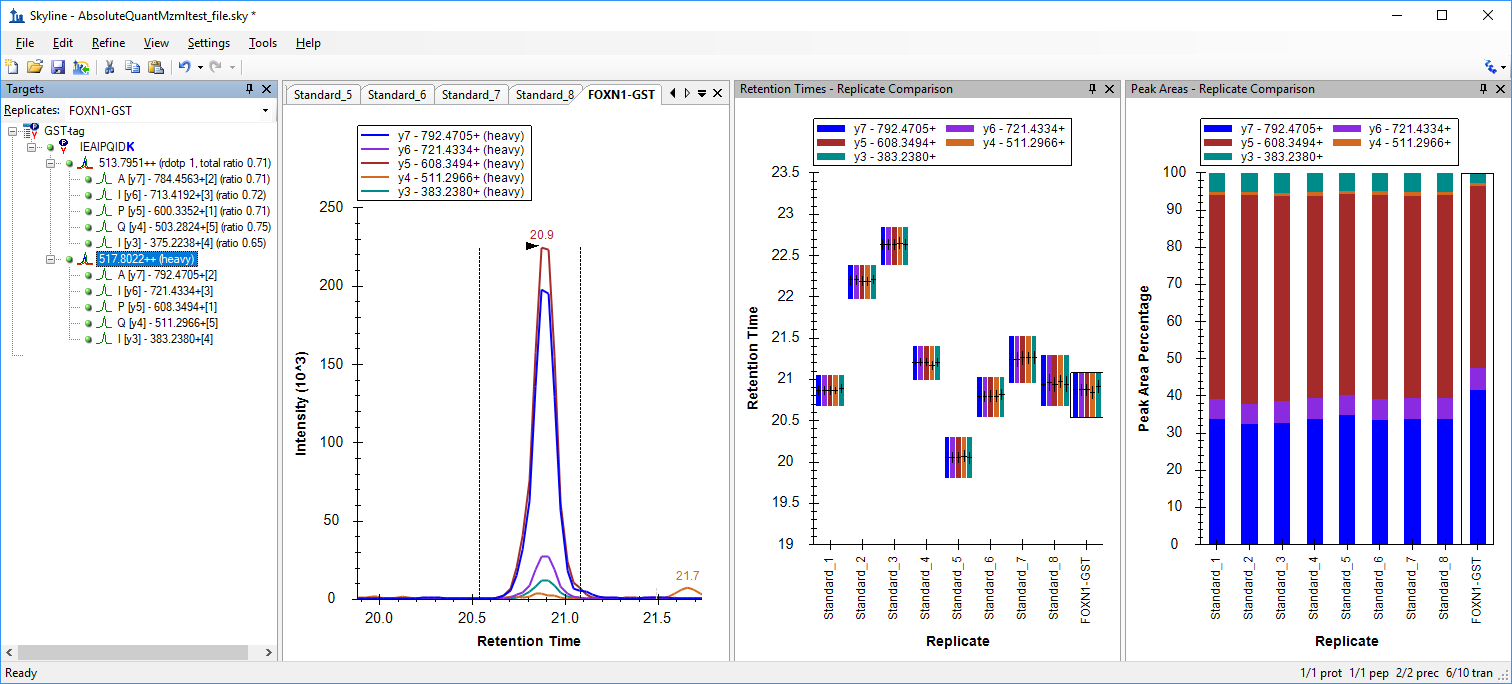 Skyline - AbsoluteQuantMzmltest_file.sky *
File Edit Refine View Settings Tools Help
Targets
Replicates: FOXN1-GST
GST-tag
IEAIPQIDK
513.7951++ (rdotp 1, total ratio 0.71)
A [y7] - 784.4563+[2] (ratio 0.71)
I [y6] - 713.4192+[3] (ratio 0.72)
P [y5] - 600.3352+[1] (ratio 0.71)
Q [y4] - 503.2824+[5] (ratio 0.75)
I [y3] - 375.2238+[4] (ratio 0.65)
517.8022++ (heavy)
A [y7] - 792.4705+[2]
I [y6] - 721.4334+[3]
P [y5] - 608.3494+[1]
Q [y4] - 511.2966+[5]
I [y3] - 383.2380+[4]
Standard_5 Standard_6 Standard_7 Standard_8 FOXN1-GST
y7 - 792.4705+ (heavy)
y6 - 721.4334+ (heavy)
y5 - 608.3494+ (heavy)
y4 - 511.2966+ (heavy)
y3 - 383.2380+ (heavy)
250
200
150
100
50
0
Intensity (10^3)
20.9
21.7
20.0 20.5 21.0 21.5
Retention Time
Retention Times - Replicate Comparison
y7 - 792.4705+ y6 - 721.4334+
y5 - 608.3494+ y4 - 511.2966+
y3 - 383.2380+
23.5
23
22.5
22
21.5
21
20.5
20
19.5
19
Retention Time
Standard_1 Standard_2 Standard_3 Standard_4 Standard_5 Standard_6 Standard_7 Standard_8 FOXN1-GST
Replicate
Peak Areas - Replicate Comparison
y7 - 792.4705+ y6 - 721.4334+
y5 - 608.3494+ y4 - 511.2966+
y3 - 383.2380+
100
90
80
70
60
50
40
30
20
10
0
Peak Area Percentage
Standard_1 Standard_2 Standard_3 Standard_4 Standard_5 Standard_6 Standard_7 Standard_8 FOXN1-GST
Replicate
Ready
1/1 prot 1/1 pep 2/2 prec 6/10 tran